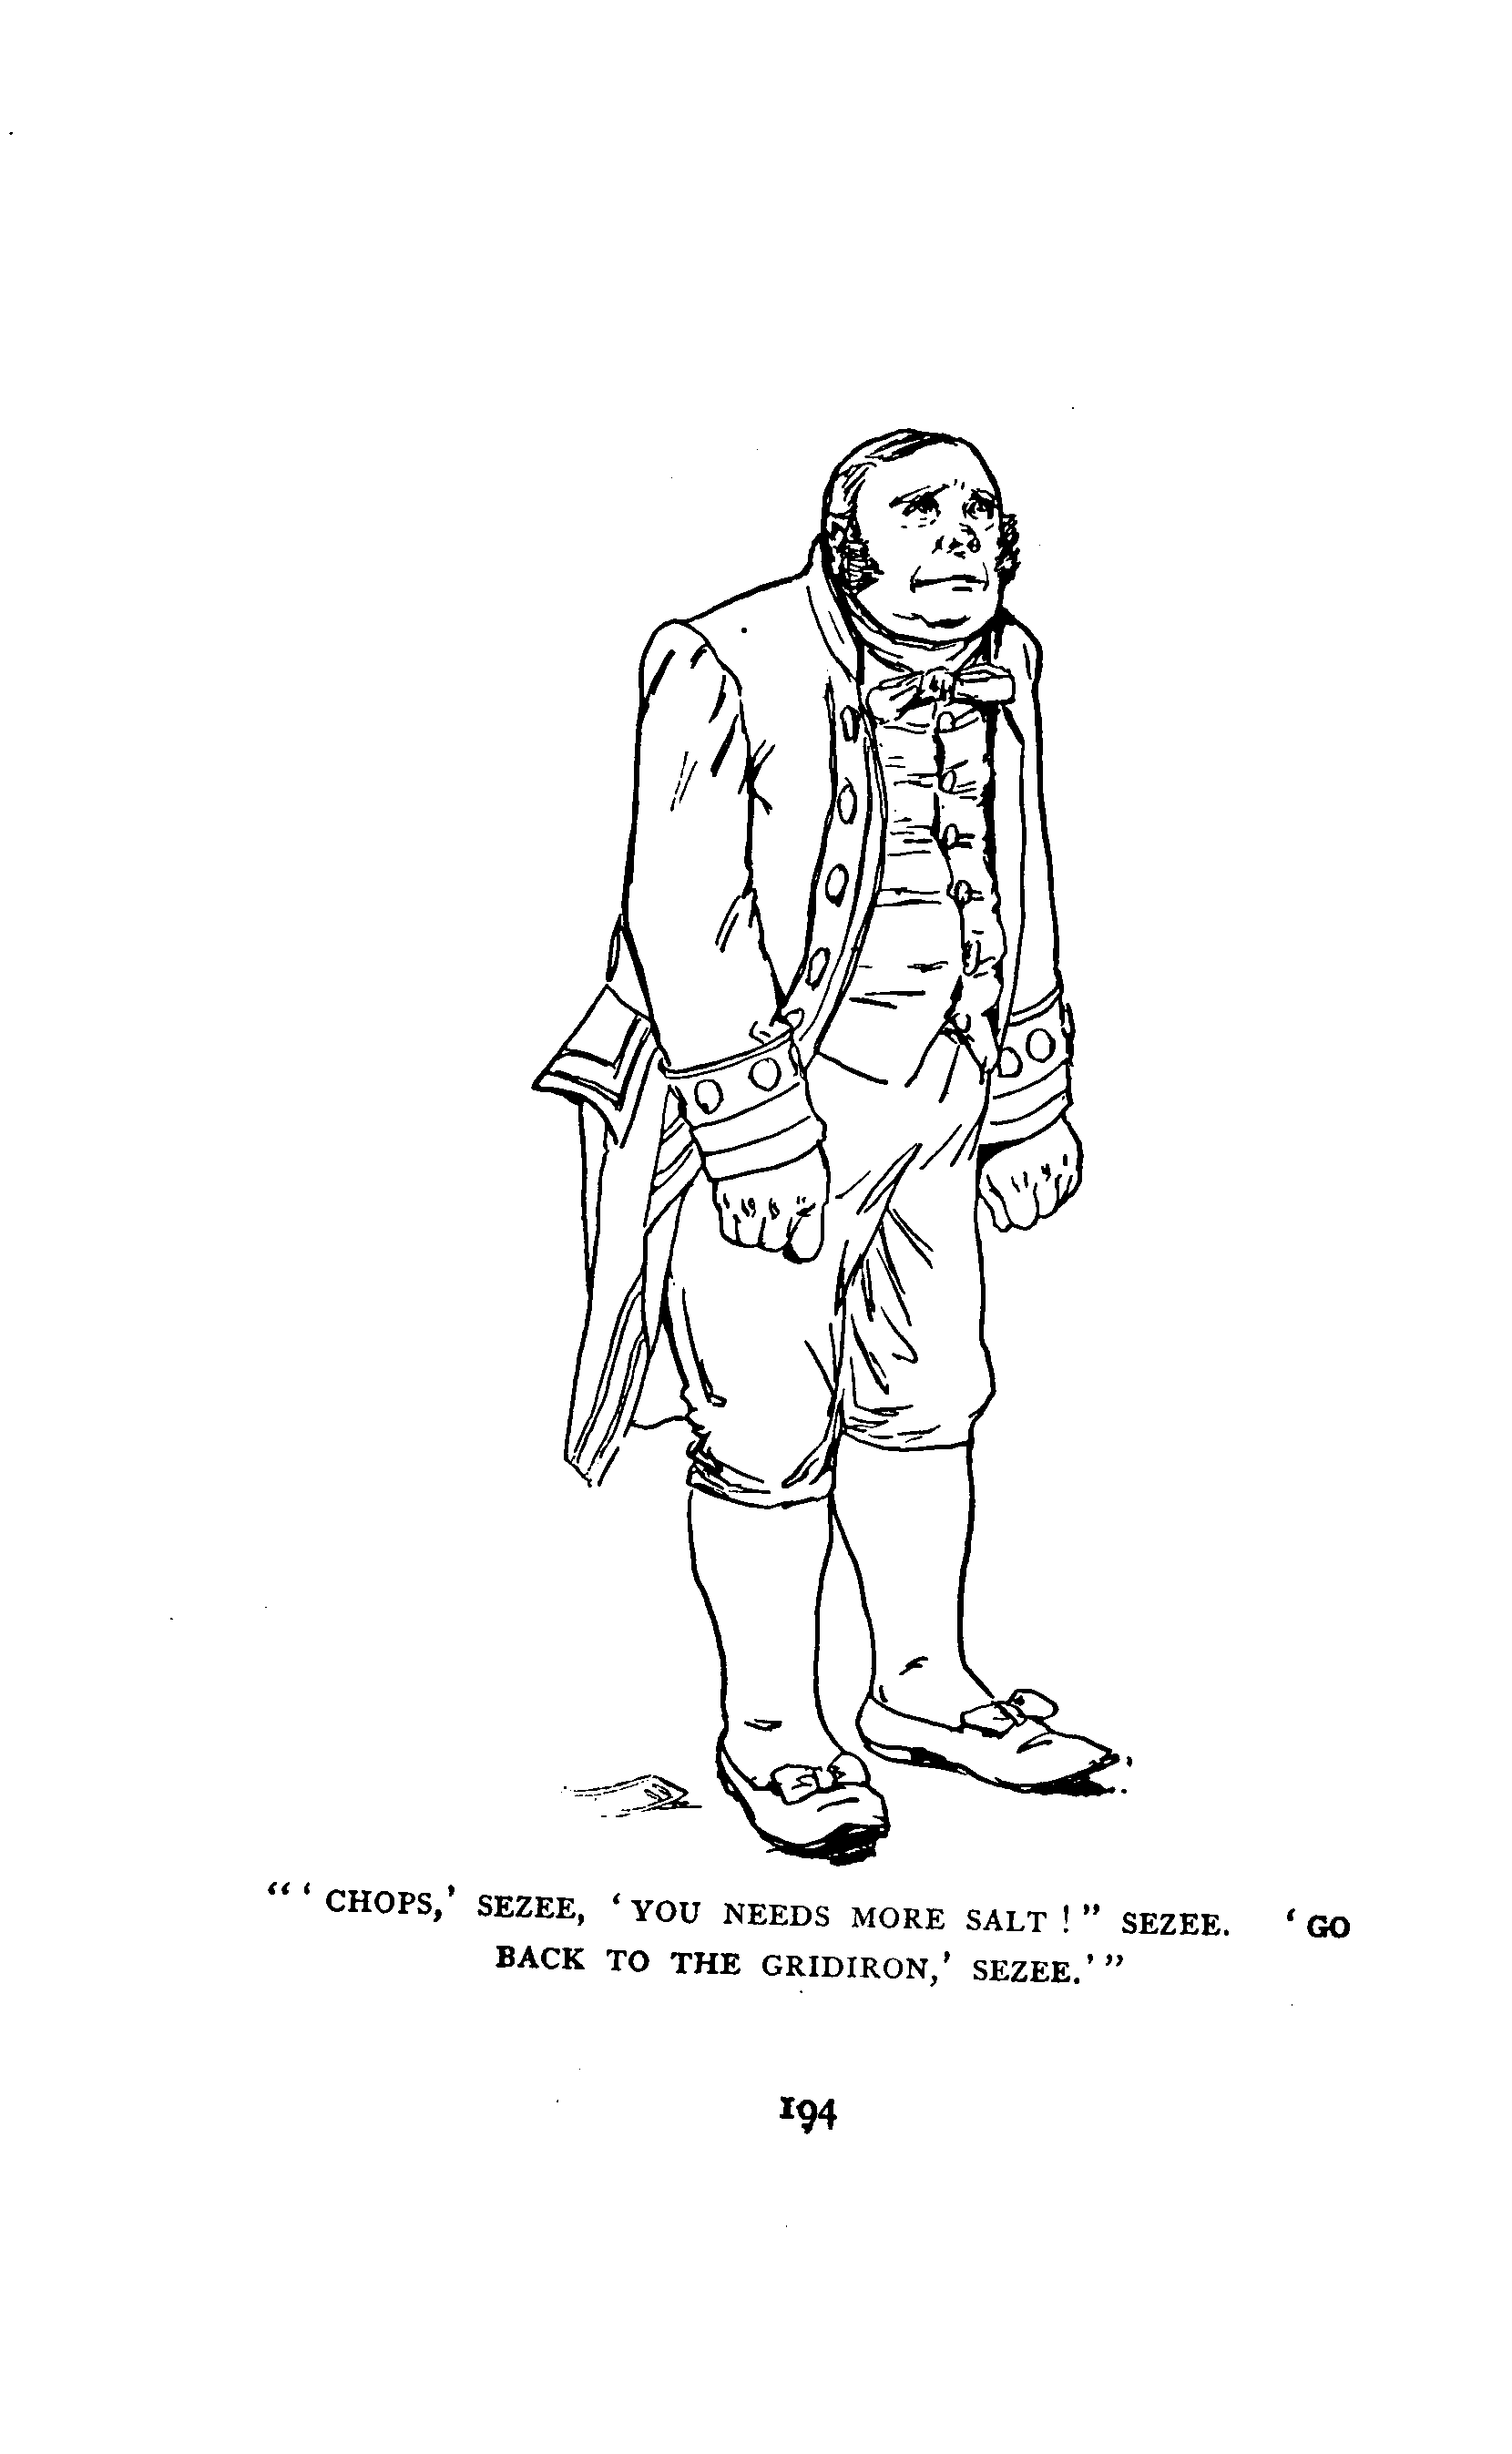 “‘CHOPS,’ SEZEE, ‘YOU NEEDS MORE SALT!” SEZEE. ‘GO
BACK TO THE GRIDIRON,’ SEZEE.’”
194